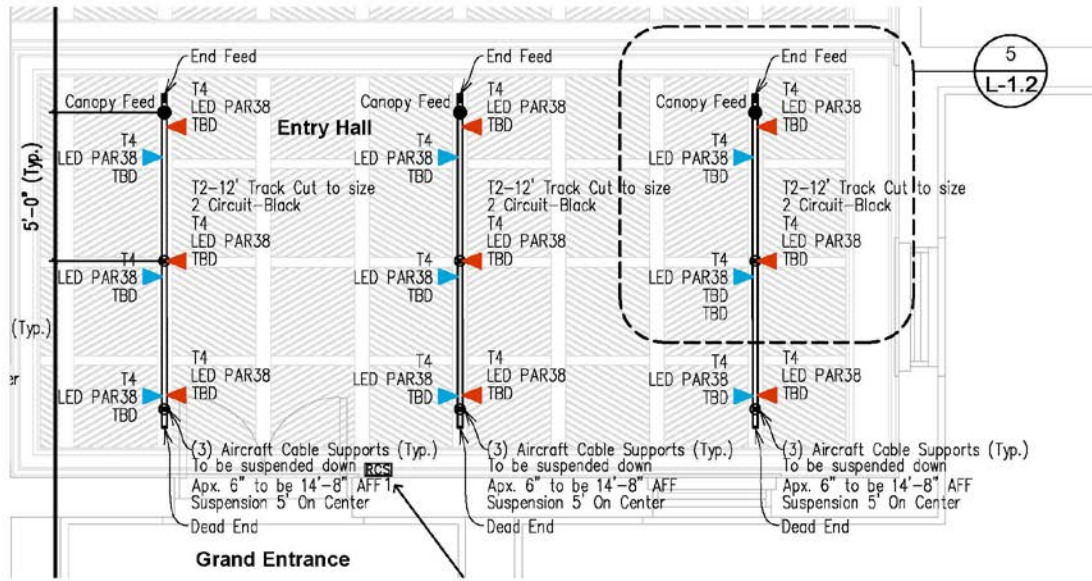 End Feed
End Feed
End Feed
5
L-1.2
Canopy Feed
T4
LED PAR38
TBD
Entry Hall
Canopy Feed
T4
LED PAR38
TBD
Canopy Feed
T4
LED PAR38
TBD
T4
LED PAR38
TBD
T4
LED PAR38
TBD
T4
LED PAR38
TBD
5'-0" (Typ.)
T2-12' Track Cut to size
2 Circuit-Black
T4
LED PAR38
TBD
T2-12' Track Cut to size
2 Circuit-Black
T4
LED PAR38
TBD
T2-12' Track Cut to size
2 Circuit-Black
T4
LED PAR38
TBD
T4
LED PAR38
TBD
T4
LED PAR38
TBD
T4
LED PAR38
TBD
TBD
(Typ.)
er
T4
LED PAR38
TBD
T4
LED PAR38
TBD
T4
LED PAR38
TBD
T4
LED PAR38
TBD
T4
LED PAR38
TBD
T4
LED PAR38
TBD
(3) Aircraft Cable Supports (Typ.)
To be suspended down
RCS
Apx. 6" to be 14'-8" AFF
1
Suspension 5' On Center
Dead End
(3) Aircraft Cable Supports (Typ.)
To be suspended down
Apx. 6" to be 14'-8" AFF
Suspension 5' On Center
Dead End
(3) Aircraft Cable Supports (Typ.)
To be suspended down
Apx. 6" to be 14'-8" AFF
Suspension 5' On Center
Dead End
Grand Entrance